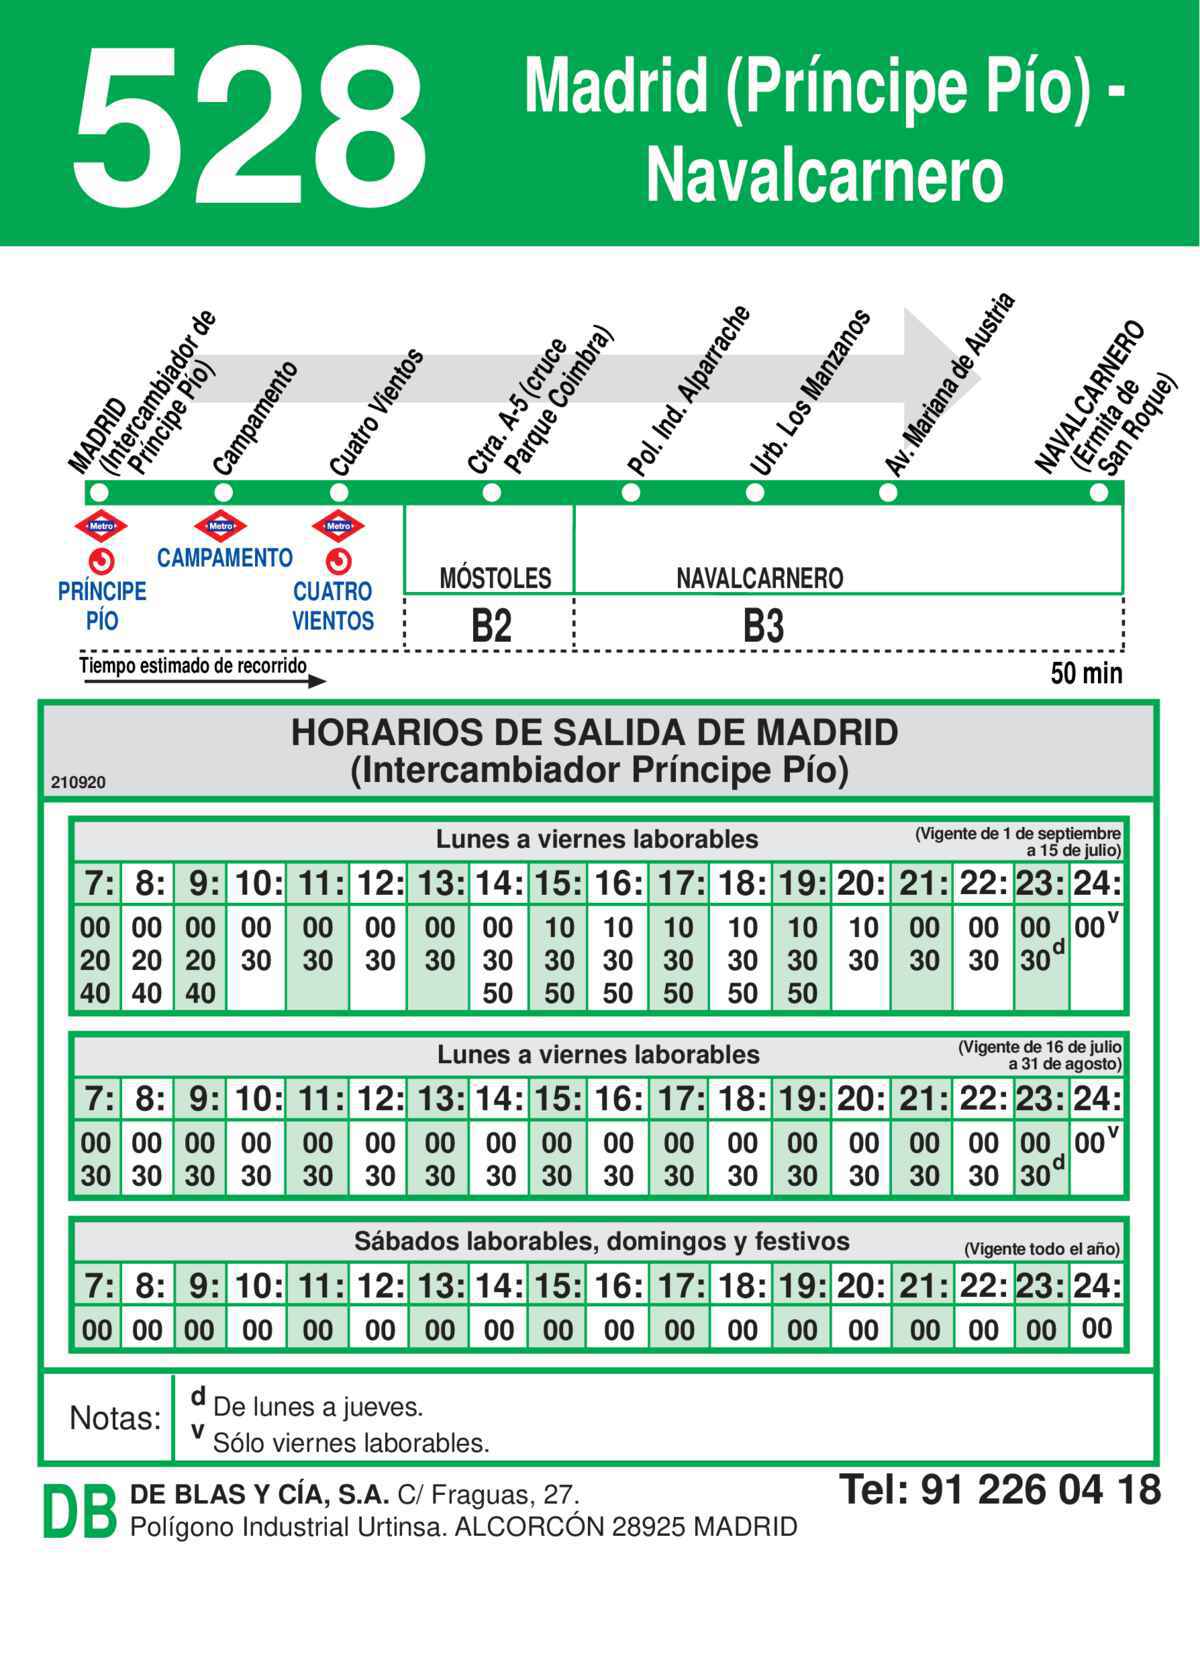 528
Madrid (Príncipe Pío) -
Navalcarnero
MADRID
(Intercambiador de
Príncipe Pío)
Campamento
Cuatro Vientos
Ctra. A-5 (cruce
Parque Coimbra)
Pol. Ind. Alparrache
Urb. Los Manzanos
Av. Mariana de Austria
NAVALCARNERO
(Ermita de
San Roque)
Metro Metro Metro
PRÍNCIPE
PÍO
CAMPAMENTO
CUATRO
VIENTOS
MÓSTOLES NAVALCARNERO
B2 B3
Tiempo estimado de recorrido
50 min
HORARIOS DE SALIDA DE MADRID
(Intercambiador Príncipe Pío)
210920
Lunes a viernes laborables (Vigente de 1 de septiembre
a 15 de julio)
7: 8: 9: 10: 11: 12: 13: 14: 15: 16: 17: 18: 19: 20: 21: 22: 23: 24:
00 00 00 00 00 00 00 00 10 10 10 10 10 10 00 00 00 00 v
20 20 20 30 30 30 30 30 30 30 30 30 30 30 30 30 30 d
40 40 40 50 50 50 50 50 50
Lunes a viernes laborables (Vigente de 16 de julio
a 31 de agosto)
7: 8: 9: 10: 11: 12: 13: 14: 15: 16: 17: 18: 19: 20: 21: 22: 23: 24:
00 00 00 00 00 00 00 00 00 00 00 00 00 00 00 00 00 00 v
30 30 30 30 30 30 30 30 30 30 30 30 30 30 30 30 30 d
Sábados laborables, domingos y festivos (Vigente todo el año)
7: 8: 9: 10: 11: 12: 13: 14: 15: 16: 17: 18: 19: 20: 21: 22: 23: 24:
00 00 00 00 00 00 00 00 00 00 00 00 00 00 00 00 00 00
Notas:
d De lunes a jueves.
v Sólo viernes laborables.
DB
DE BLAS Y CÍA, S.A. C/ Fraguas, 27.
Polígono Industrial Urtinsa. ALCORCÓN 28925 MADRID
Tel: 91 226 04 18